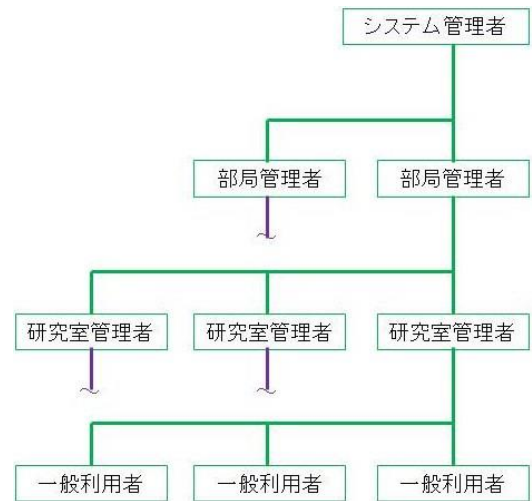 システム管理者
部局管理者
部局管理者
研究室管理者
研究室管理者
研究室管理者
一般利用者
一般利用者
一般利用者